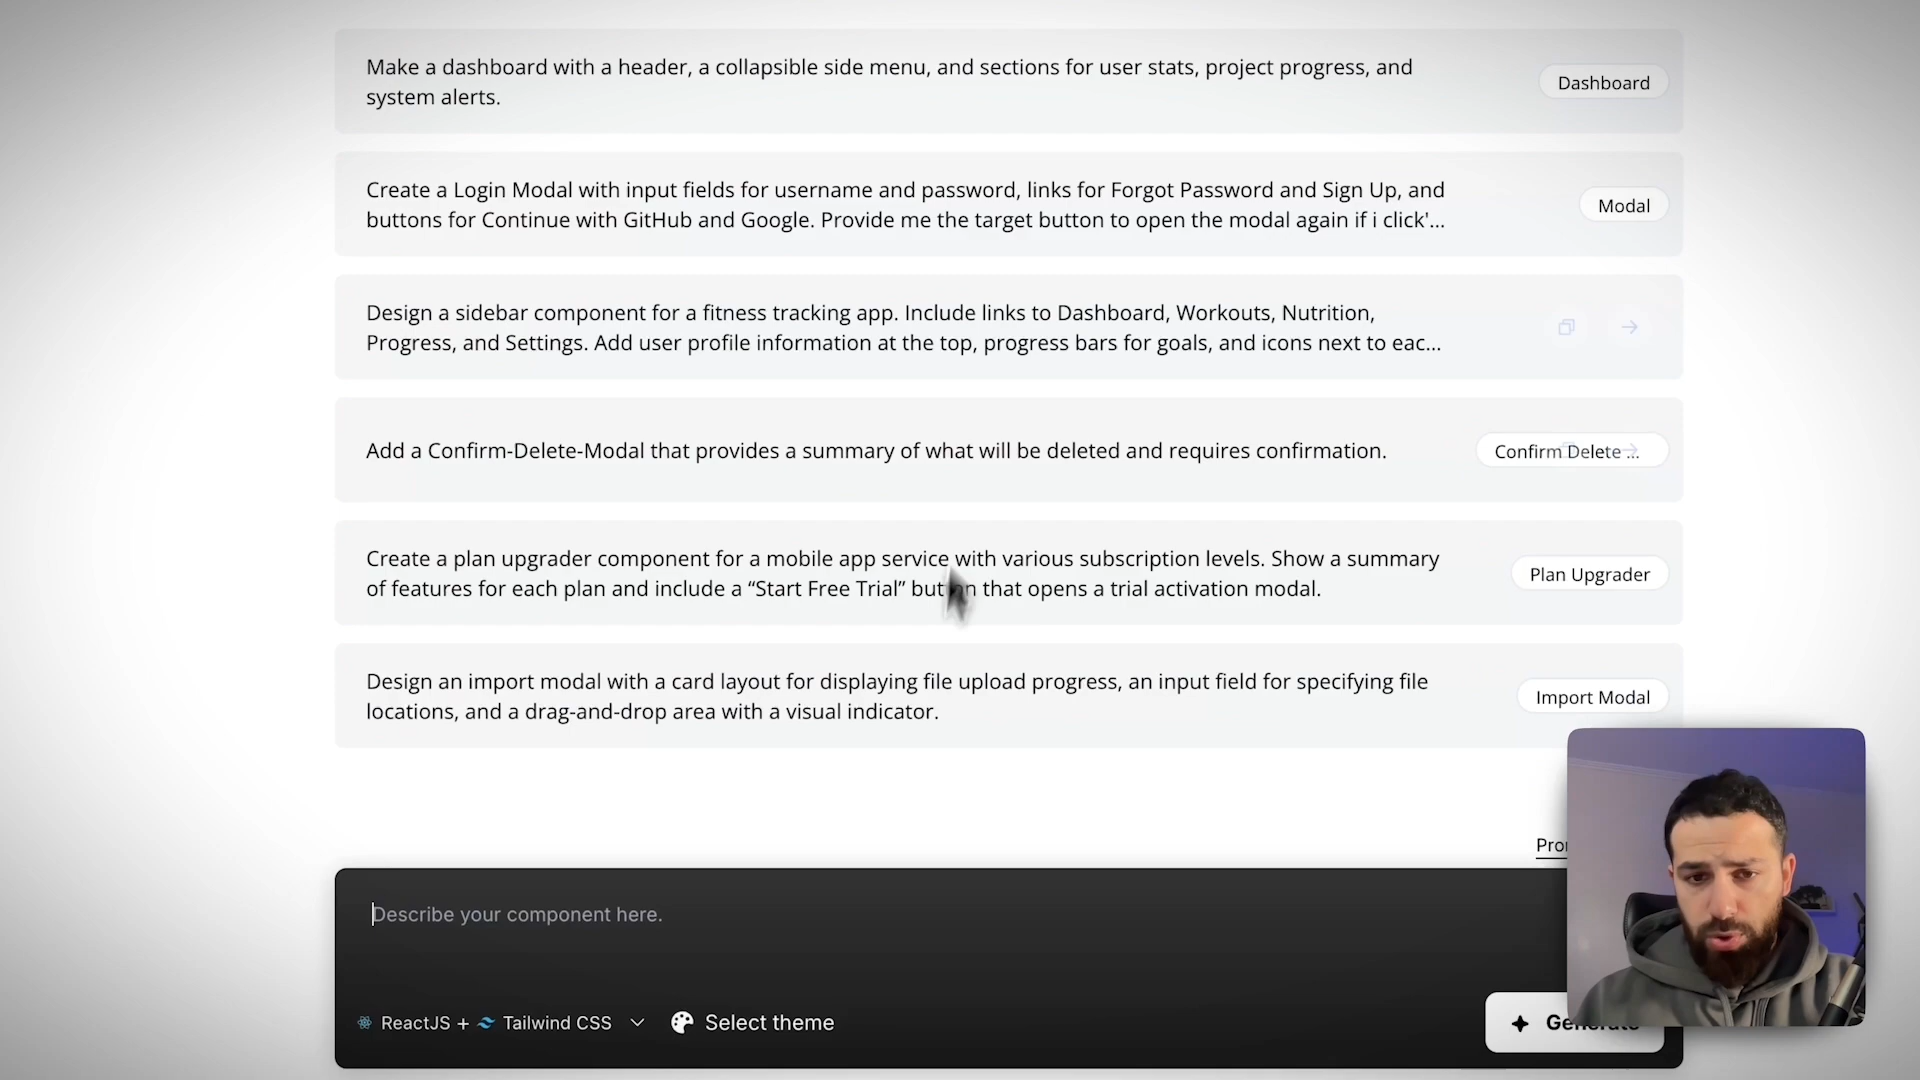 Make a dashboard with a header, a collapsible side menu, and sections for user stats, project progress, and
system alerts.
Dashboard
Create a Login Modal with input fields for username and password, links for Forgot Password and Sign Up, and
buttons for Continue with GitHub and Google. Provide me the target button to open the modal again if i click'...
Modal
Design a sidebar component for a fitness tracking app. Include links to Dashboard, Workouts, Nutrition,
Progress, and Settings. Add user profile information at the top, progress bars for goals, and icons next to eac...
Add a Confirm-Delete-Modal that provides a summary of what will be deleted and requires confirmation.
Confirm Delete ...
Create a plan upgrader component for a mobile app service with various subscription levels. Show a summary
of features for each plan and include a “Start Free Trial” button that opens a trial activation modal.
Plan Upgrader
Design an import modal with a card layout for displaying file upload progress, an input field for specifying file
locations, and a drag-and-drop area with a visual indicator.
Import Modal
Describe your component here.
ReactJS + Tailwind CSS
Select theme
Generate